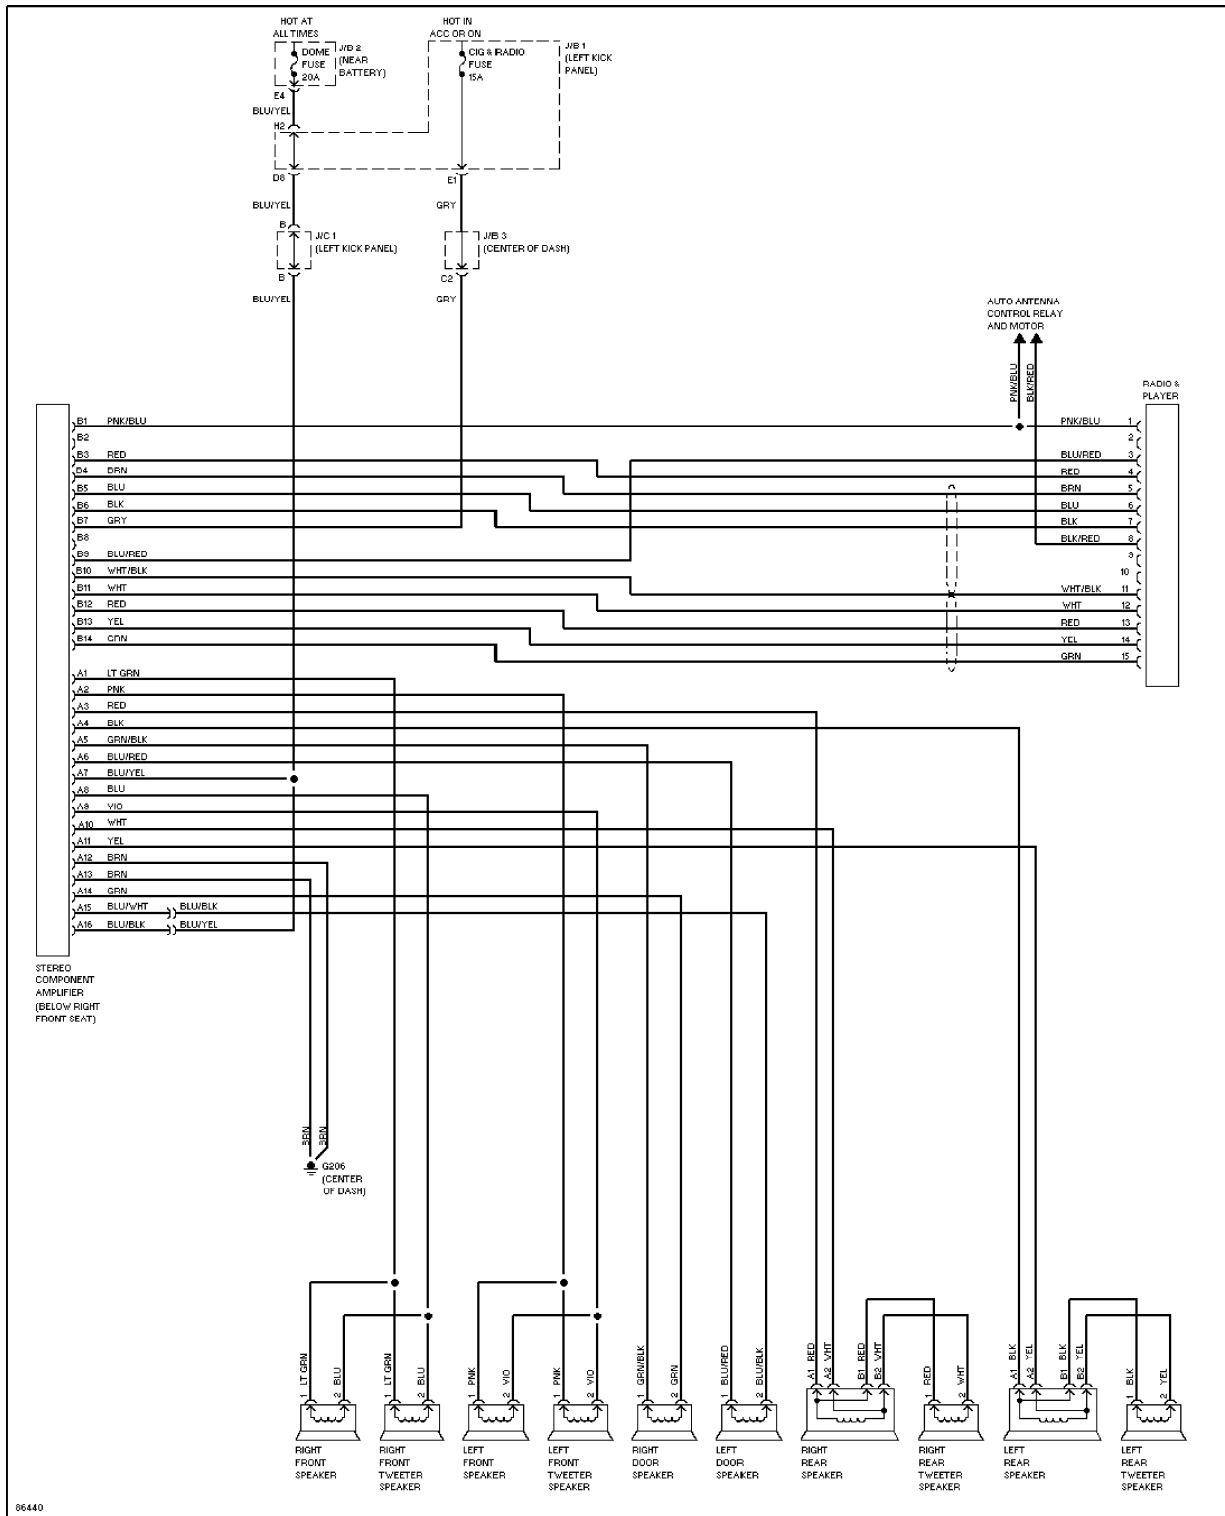 HOT AT
ALL TIMES
HOT IN
ACC OR ON
DOME
FUSE
20A
J/B 2
(NEAR
BATTERY)
CIG & RADIO
FUSE
15A
J/B 1
(LEFT KICK
PANEL)
E4
BLU/YEL
H2
D8
E1
BLU/YEL
GRY
B
J/C 1
(LEFT KICK PANEL)
J/B 3
(CENTER OF DASH)
B
C2
BLU/YEL
GRY
AUTO ANTENNA
CONTROL RELAY
AND MOTOR
PNK/BLU
BLK/RED
RADIO &
PLAYER
B1 PNK/BLU
PNK/BLU 1
B2
2
B3 RED
BLU/RED 3
B4 BRN
RED 4
B5 BLU
BRN 5
B6 BLK
BLU 6
B7 GRY
BLK 7
B8
BLK/RED 8
B9 BLU/RED
9
B10 WHT/BLK
10
B11 WHT
WHT/BLK 11
B12 RED
WHT 12
B13 YEL
RED 13
B14 GRN
YEL 14
GRN 15
A1 LT GRN
A2 PNK
A3 RED
A4 BLK
A5 GRN/BLK
A6 BLU/RED
A7 BLU/YEL
A8 BLU
A9 VIO
A10 WHT
A11 YEL
A12 BRN
A13 BRN
A14 GRN
A15 BLU/WHT BLU/BLK
A16 BLU/BLK BLU/YEL
STEREO
COMPONENT
AMPLIFIER
(BELOW RIGHT
FRONT SEAT)
BRN
BRN
G206
(CENTER
OF DASH)
1 LT GRN
2 BLU
1 LT GRN
2 BLU
1 PNK
2 VIO
1 PNK
2 VIO
1 GRN/BLK
2 GRN
1 BLU/RED
2 BLU/BLK
A1 RED
A2 WHT
B1 RED
B2 WHT
1 RED
2 WHT
A1 BLK
A2 YEL
B1 BLK
B2 YEL
1 BLK
2 YEL
RIGHT
FRONT
SPEAKER
RIGHT
FRONT
TWEETER
SPEAKER
LEFT
FRONT
SPEAKER
LEFT
FRONT
TWEETER
SPEAKER
RIGHT
DOOR
SPEAKER
LEFT
DOOR
SPEAKER
RIGHT
REAR
SPEAKER
RIGHT
REAR
TWEETER
SPEAKER
LEFT
REAR
SPEAKER
LEFT
REAR
TWEETER
SPEAKER
86440